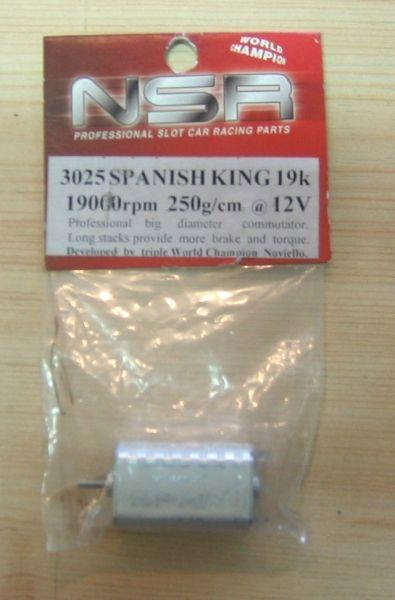 WORLD
CHAMPION
NSR
PROFESSIONAL SLOT CAR RACING PARTS
3025 SPANISH KING 19k
19000rpm 250g/cm @ 12V
Professional big diameter commutator.
Long stacks provide more brake and torque.
Developed by triple World Champion Noviello.